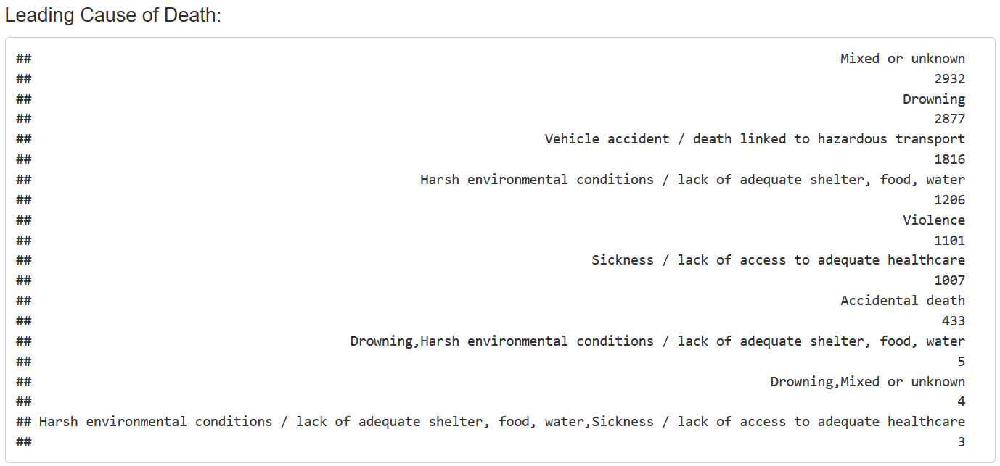 Leading Cause of Death:
## Mixed or unknown
## 2932
## Drowning
## 2877
## Vehicle accident / death linked to hazardous transport
## 1816
## Harsh environmental conditions / lack of adequate shelter, food, water
## 1206
## Violence
## 1101
## Sickness / lack of access to adequate healthcare
## 1007
## Accidental death
## 433
## Drowning,Harsh environmental conditions / lack of adequate shelter, food, water
## 5
## Drowning,Mixed or unknown
## 4
## Harsh environmental conditions / lack of adequate shelter, food, water,Sickness / lack of access to adequate healthcare
## 3